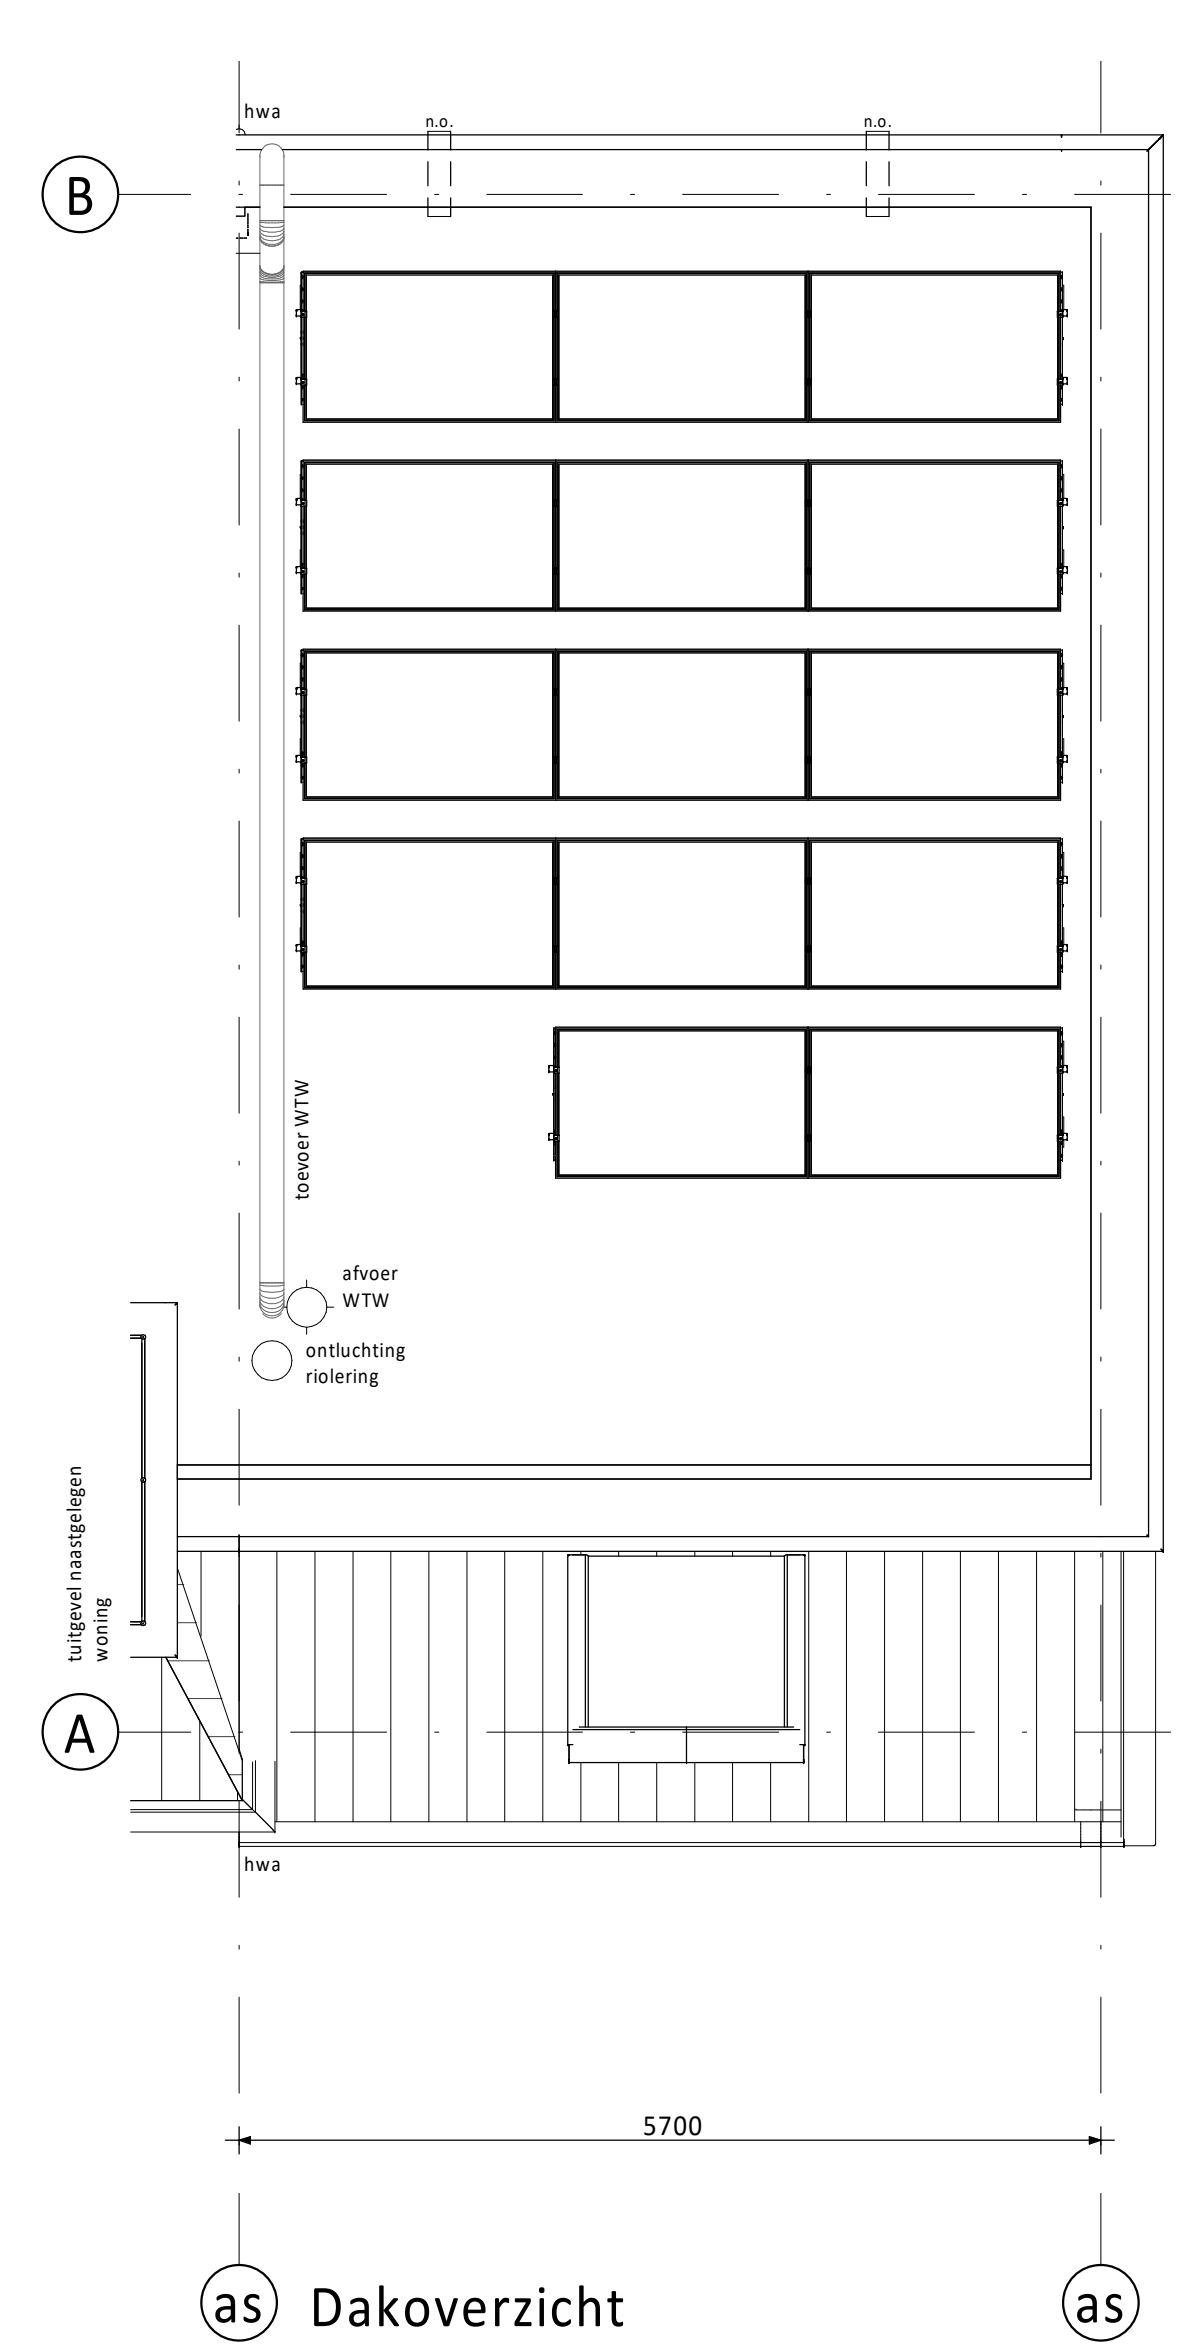 hwa
n.o.
n.o.
B
toevoer WTW
afvoer
WTW
ontluchting
riolering
tuitgevel naastgelegen
woning
A
hwa
5700
as
Dakoverzicht
as